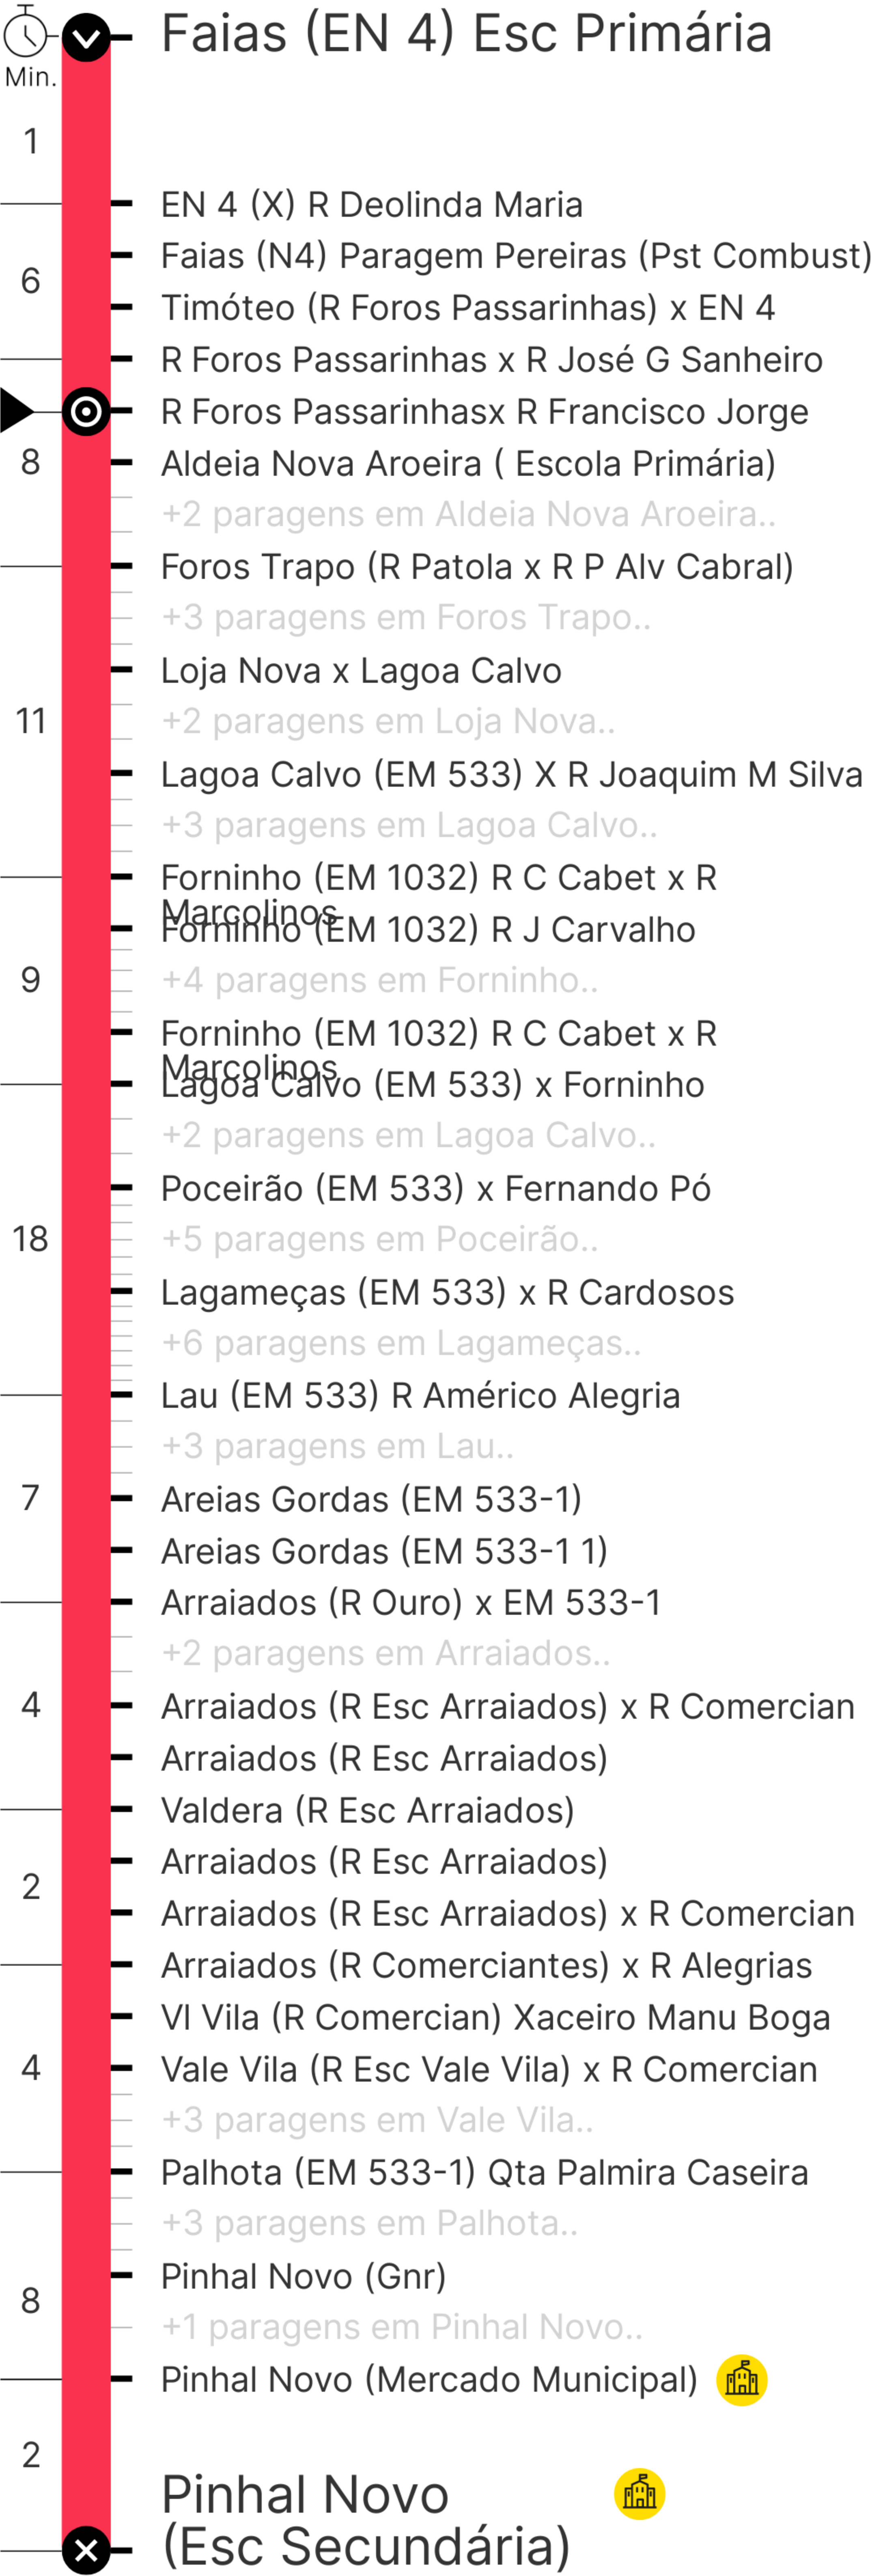 Faias (EN 4) Esc Primária
Min.
1
EN 4 (X) R Deolinda Maria
Faias (N4) Paragem Pereiras (Pst Combust)
6
Timóteo (R Foros Passarinhas) x EN 4
R Foros Passarinhas x R José G Sanheiro
R Foros Passarinhasx R Francisco Jorge
8
Aldeia Nova Aroeira ( Escola Primária)
+2 paragens em Aldeia Nova Aroeira..
Foros Trapo (R Patola x R P Alv Cabral)
+3 paragens em Foros Trapo..
Loja Nova x Lagoa Calvo
11
+2 paragens em Loja Nova..
Lagoa Calvo (EM 533) X R Joaquim M Silva
+3 paragens em Lagoa Calvo..
Forninho (EM 1032) R C Cabet x R
Marcolinos
Forninho (EM 1032) R J Carvalho
9
+4 paragens em Forninho..
Forninho (EM 1032) R C Cabet x R
Marcolinos
Lagoa Calvo (EM 533) x Forninho
+2 paragens em Lagoa Calvo..
Poceirão (EM 533) x Fernando Pó
18
+5 paragens em Poceirão..
Lagameças (EM 533) x R Cardosos
+6 paragens em Lagameças..
Lau (EM 533) R Américo Alegria
+3 paragens em Lau..
7
Areias Gordas (EM 533-1)
Areias Gordas (EM 533-1 1)
Arraiados (R Ouro) x EM 533-1
+2 paragens em Arraiados..
4
Arraiados (R Esc Arraiados) x R Comercian
Arraiados (R Esc Arraiados)
Valdera (R Esc Arraiados)
Arraiados (R Esc Arraiados)
2
Arraiados (R Esc Arraiados) x R Comercian
Arraiados (R Comerciantes) x R Alegrias
Vl Vila (R Comercian) Xaceiro Manu Boga
4
Vale Vila (R Esc Vale Vila) x R Comercian
+3 paragens em Vale Vila..
Palhota (EM 533-1) Qta Palmira Caseira
+3 paragens em Palhota..
Pinhal Novo (Gnr)
8
+1 paragens em Pinhal Novo..
Pinhal Novo (Mercado Municipal)
2
Pinhal Novo
(Esc Secundária)